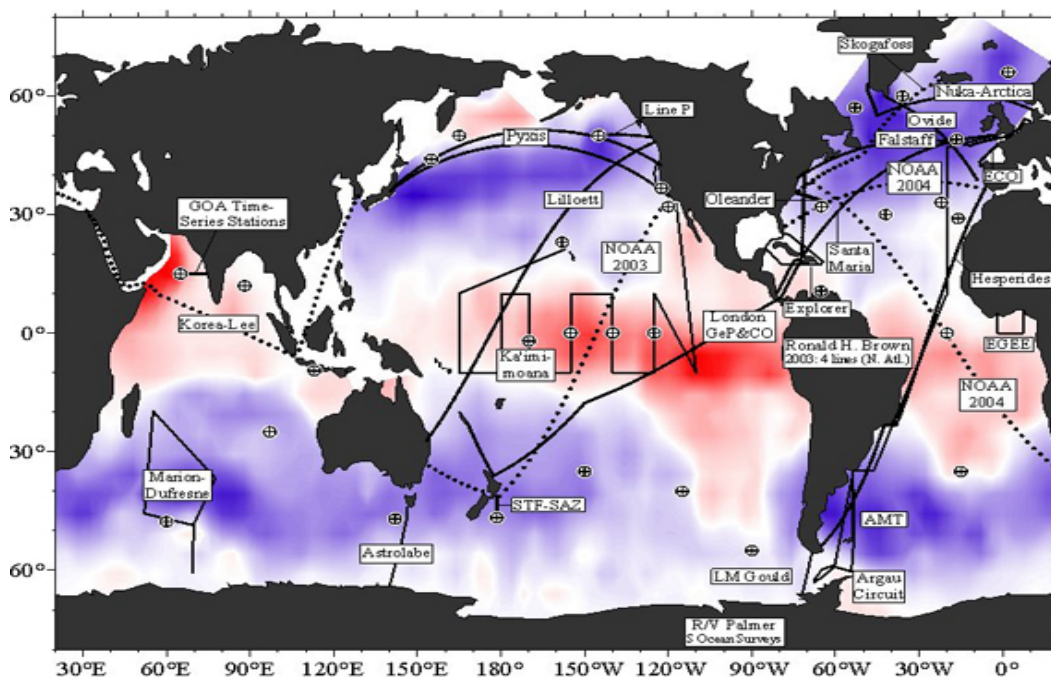 Skogafoss
60°
Nuka-Arctica
Line P
Ovide
Pyxis
Falstaff
NOAA
2004
ECO
GOA Time-
Series Stations
Lilloett
Oleander
30°
NOAA
2003
Santa
Maria
Hesperides
Korea-Lee
Explorer
London
GeP&CO
0°
Ka'imi-
moana
Ronald H. Brown
2003: 4 lines (N. Atl.)
EGEE
NOAA
2004
30°
Marion-
Dufresne
STF-SAZ
AMT
Astrolabe
60°
LM Gould
Argau
Circuit
R/V Palmer
S Ocean Surveys
30°E 60°E 90°E 120°E 150°E 180° 150°W 120°W 90°W 60°W 30°W 0°